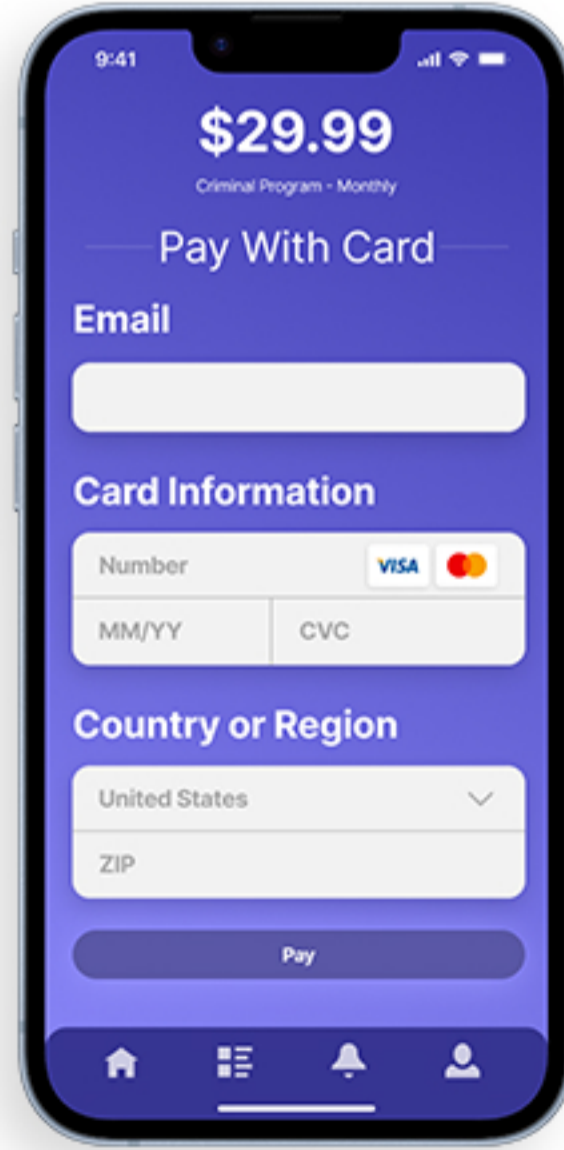 9:41
$29.99
Criminal Program - Monthly
Pay With Card
Email
Card Information
Number VISA
MM/YY CVC
Country or Region
United States
ZIP
Pay